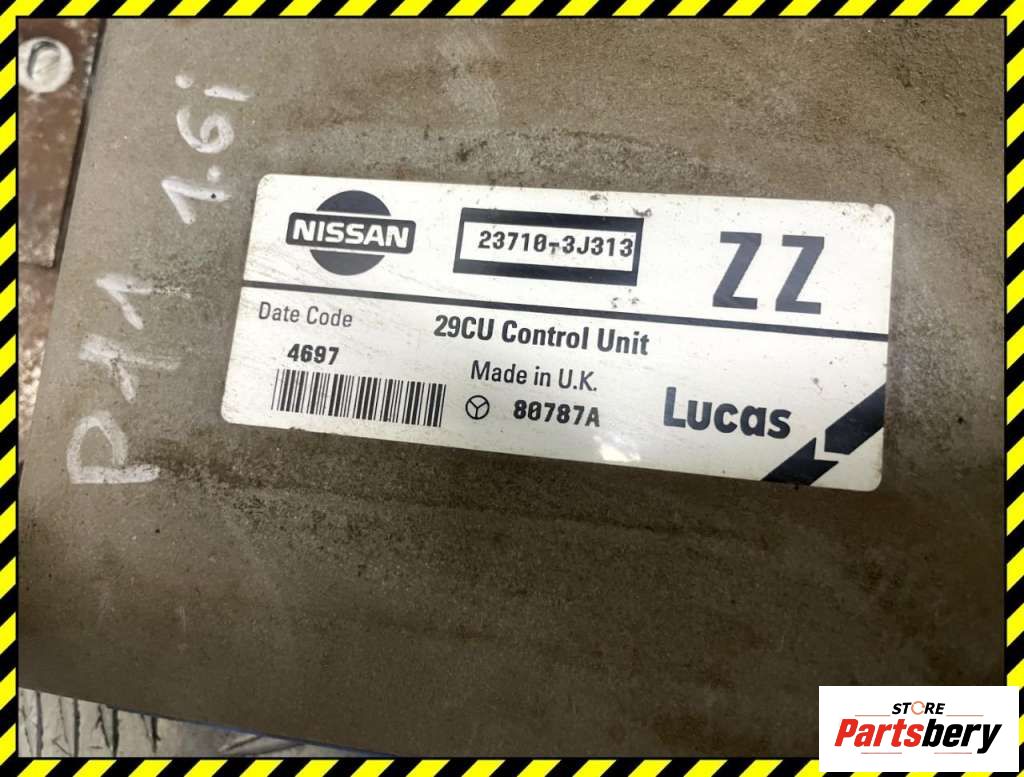 P11 1.6i
NISSAN
23710-3J313
ZZ
Date Code
4697
29CU Control Unit
Made in U.K.
80787A
Lucas
STORE
Partsbery